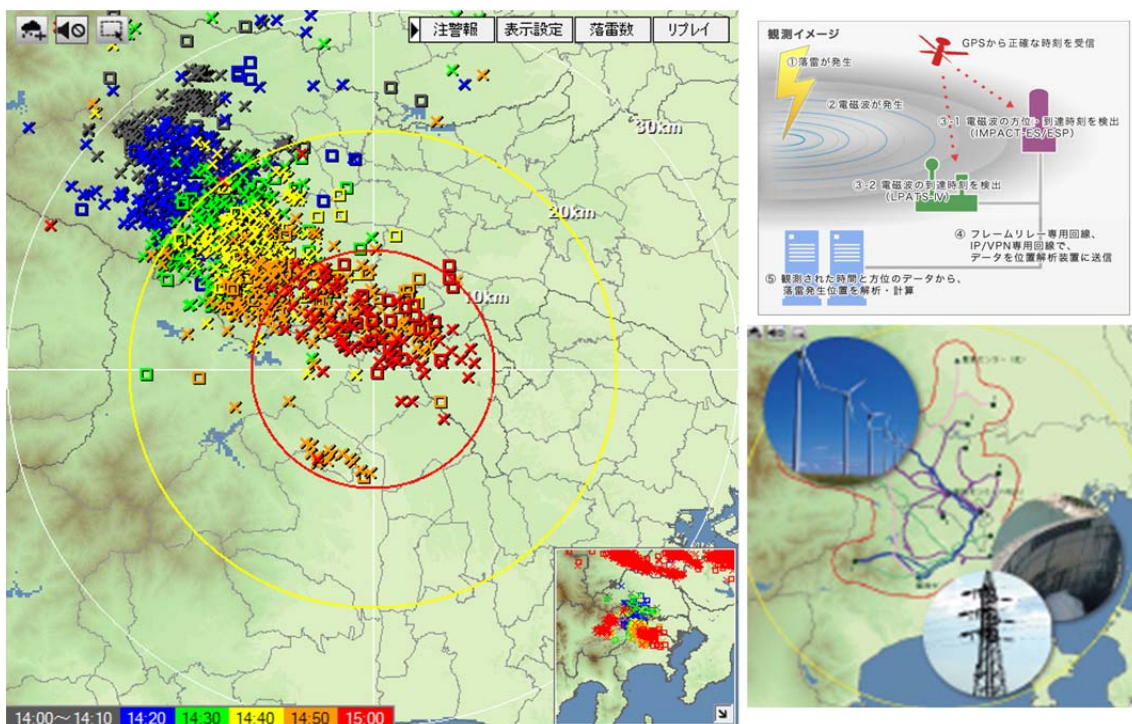 注警報 表示設定 落雷数 リプレイ
30km
20km
10km
14:00～14:10 14:20 14:30 14:40 14:50 15:00
観測イメージ
GPSから正確な時刻を受信
①落雷が発生
②電磁波が発生
③-1 電磁波の方位・到達時刻を検出
(IMPACT-ES/ESP)
③-2 電磁波の到達時刻を検出
(LPATS-Ⅳ)
④ フレームリレー専用回線、
IP/VPN専用回線で、
データを位置解析装置に送信
⑤ 観測された時間と方位のデータから、
落雷発生位置を解析・計算